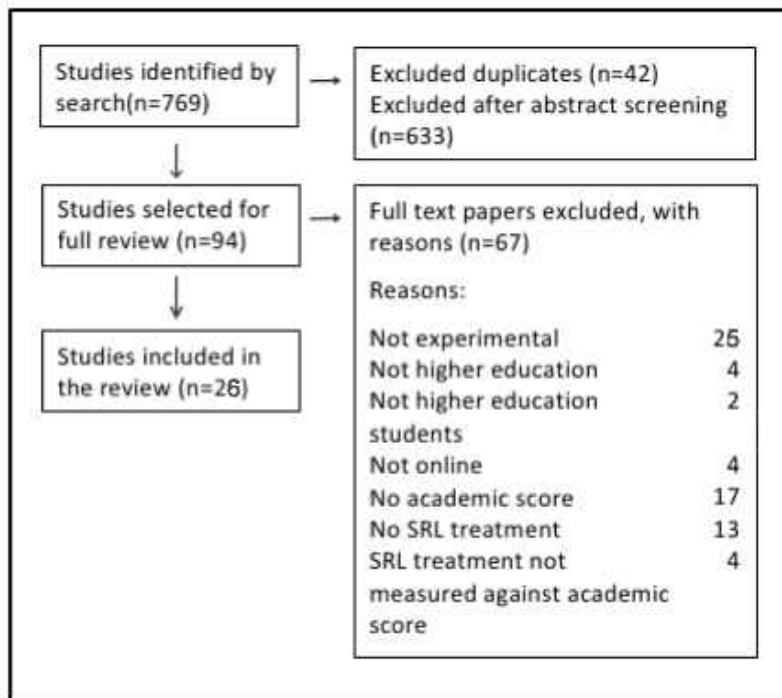 Studies identified by
search(n=769)
Excluded duplicates (n=42)
Excluded after abstract screening
(n=633)
Studies selected for
full review (n=94)
Full text papers excluded, with
reasons (n=67)
Reasons:
Not experimental 25
Not higher education 4
Not higher education 2
students
Not online 4
No academic score 17
No SRL treatment 13
SRL treatment not 4
measured against academic
score
Studies included in
the review (n=26)